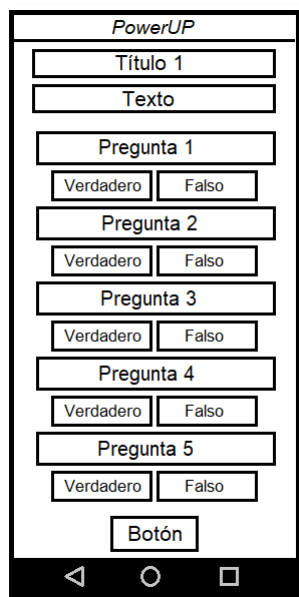 PowerUP
Título 1
Texto
Pregunta 1
Verdadero Falso
Pregunta 2
Verdadero Falso
Pregunta 3
Verdadero Falso
Pregunta 4
Verdadero Falso
Pregunta 5
Verdadero Falso
Botón